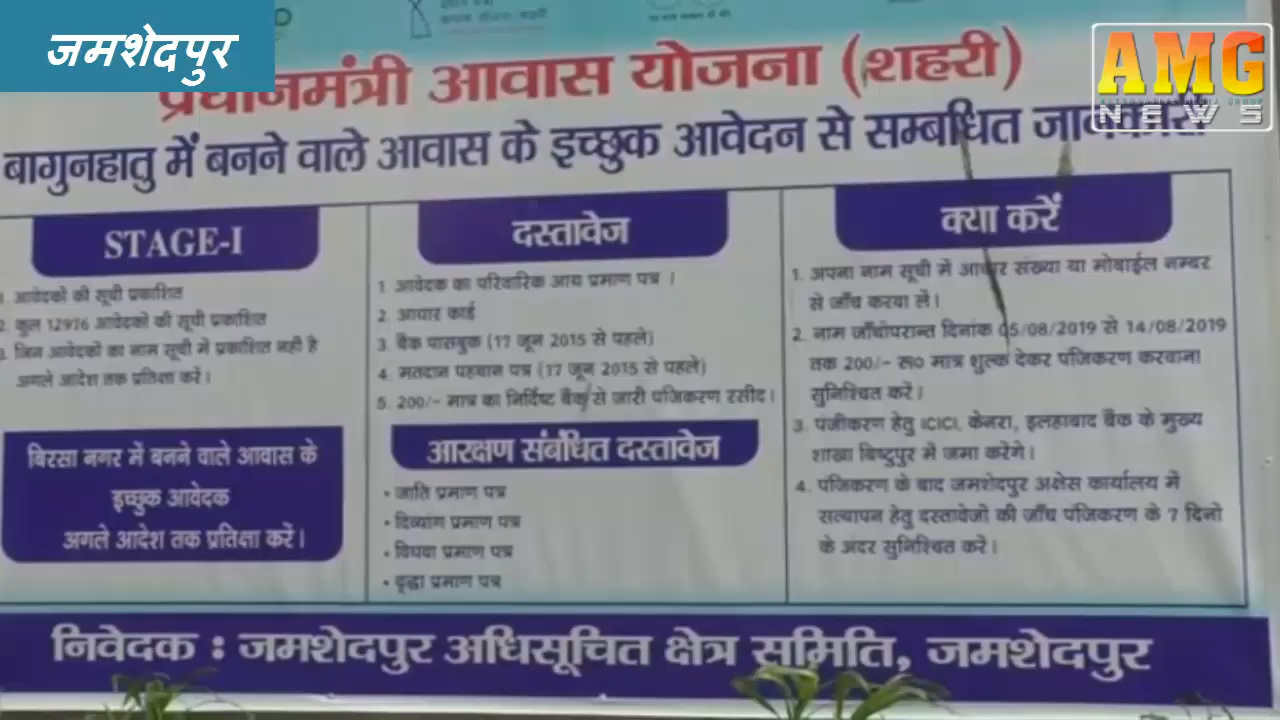 जमशेदपुर
AMG
NEWS
प्रधानमंत्री आवास योजना (शहरी)
बागुनहातु में बनने वाले आवास के इच्छुक आवेदन से सम्बधित जानकारी
STAGE-I
आवेदकों की सूची प्रकाशित
2. कुल 12976 आवेदकों की सूची प्रकाशित
3. जिन आवेदकों का नाम सूची में प्रकाशित नही है
अगले आदेश तक प्रतिक्षा करें।
बिरसा नगर में बनने वाले आवास के
इच्छुक आवेदक
अगले आदेश तक प्रतिक्षा करें।
दस्तावेज
1. आवेदक का परिवारिक आय प्रमाण पत्र ।
2. आधार कार्ड
3. बैंक पासबुक (17 जून 2015 से पहले)
4. मतदान पहचान पत्र (17 जून 2015 से पहले)
5. 200/- मात्र का निर्दिष्ट बैंक से जारी पंजिकरण रसीद।
आरक्षण संबंधित दस्तावेज
• जाति प्रमाण पत्र
• दिव्यांग प्रमाण पत्र
• विधवा प्रमाण पत्र
• वृद्धा प्रमाण पत्र
क्या करें
1. अपना नाम सूची में आधार संख्या या मोबाईल नम्बर
से जाँच करवा लें।
2. नाम जाँचोपरान्त दिनांक 05/08/2019 से 14/08/2019
तक 200/- रू0 मात्र शुल्क देकर पंजिकरण करवाना
सुनिश्चित करें।
3. पंजीकरण हेतु ICICI, केनरा, इलहाबाद बैंक के मुख्य
शाखा बिष्टुपुर में जमा करेंगे।
4. पंजिकरण के बाद जमशेदपुर अक्षेस कार्यालय में
सत्यापन हेतु दस्तावेजों की जाँच पंजिकरण के 7 दिनो
के अंदर सुनिश्चित करें।
निवेदक : जमशेदपुर अधिसूचित क्षेत्र समिति, जमशेदपुर